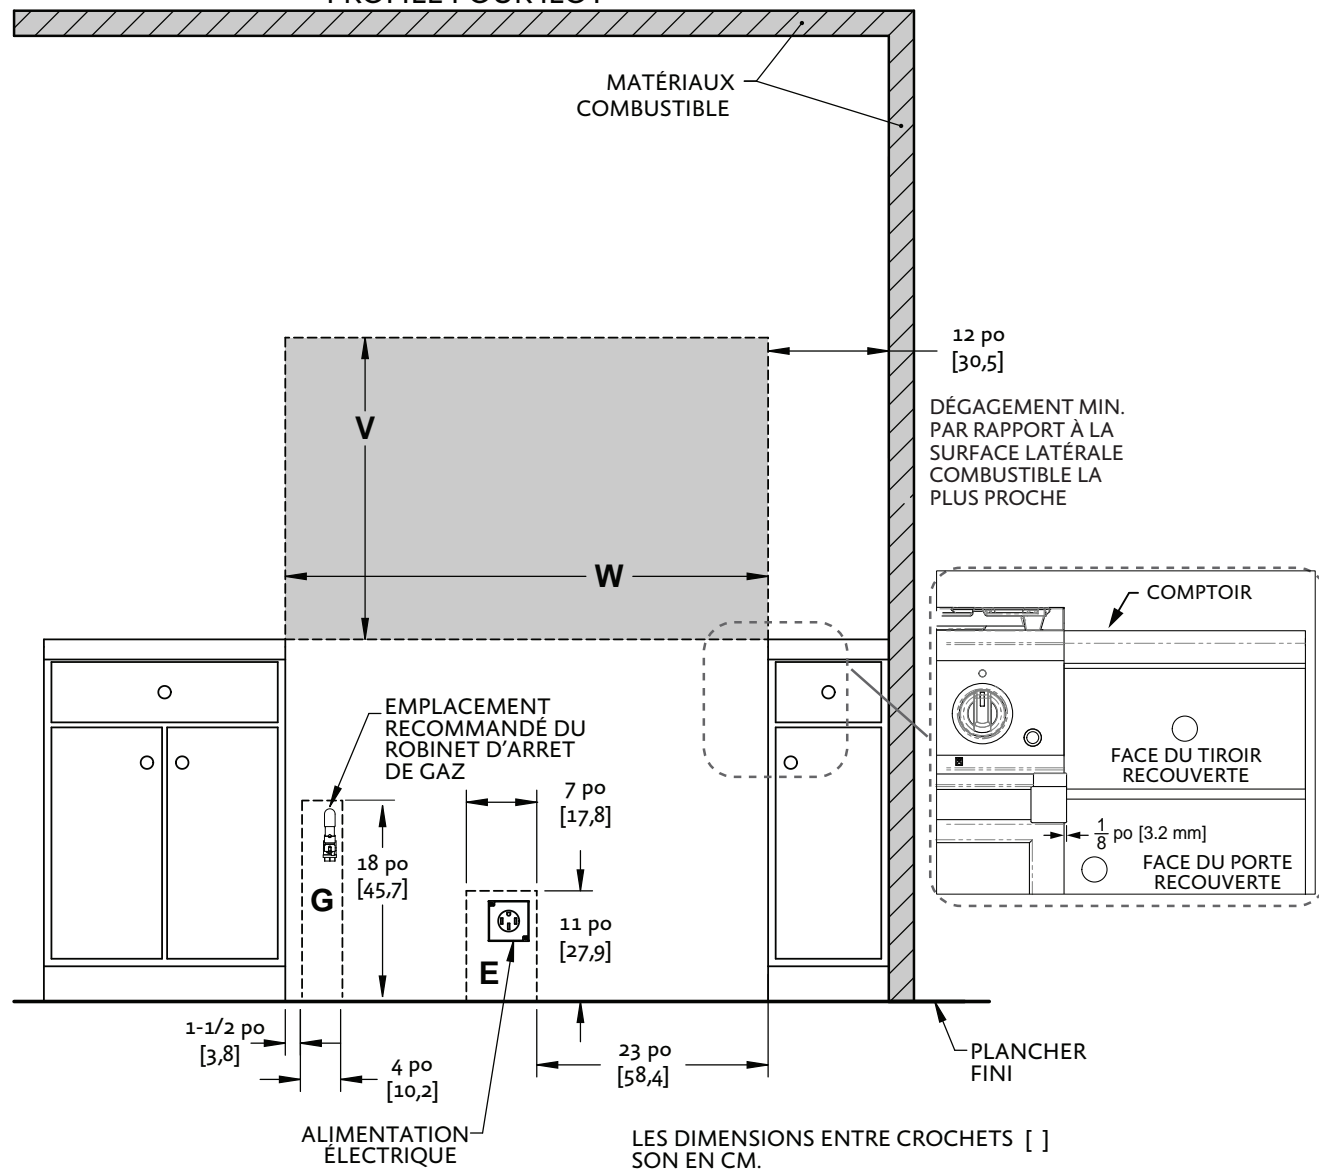 PROFILÉ POUR ÎLOT
MATÉRIAUX
COMBUSTIBLE
12 po
[30,5]
DÉGAGEMENT MIN.
PAR RAPPORT À LA
SURFACE LATÉRALE
COMBUSTIBLE LA
PLUS PROCHE
V
W
COMPTOIR
FACE DU TIROIR
RECOUVERTE
1/8 po [3.2 mm]
FACE DU PORTE
RECOUVERTE
EMPLACEMENT
RECOMMANDÉ DU
ROBINET D'ARRET
DE GAZ
7 po
[17,8]
18 po
[45,7]
G
11 po
[27,9]
E
1-1/2 po
[3,8]
4 po
[10,2]
23 po
[58,4]
PLANCHER
FINI
ALIMENTATION
ÉLECTRIQUE
LES DIMENSIONS ENTRE CROCHETS [ ]
SON EN CM.